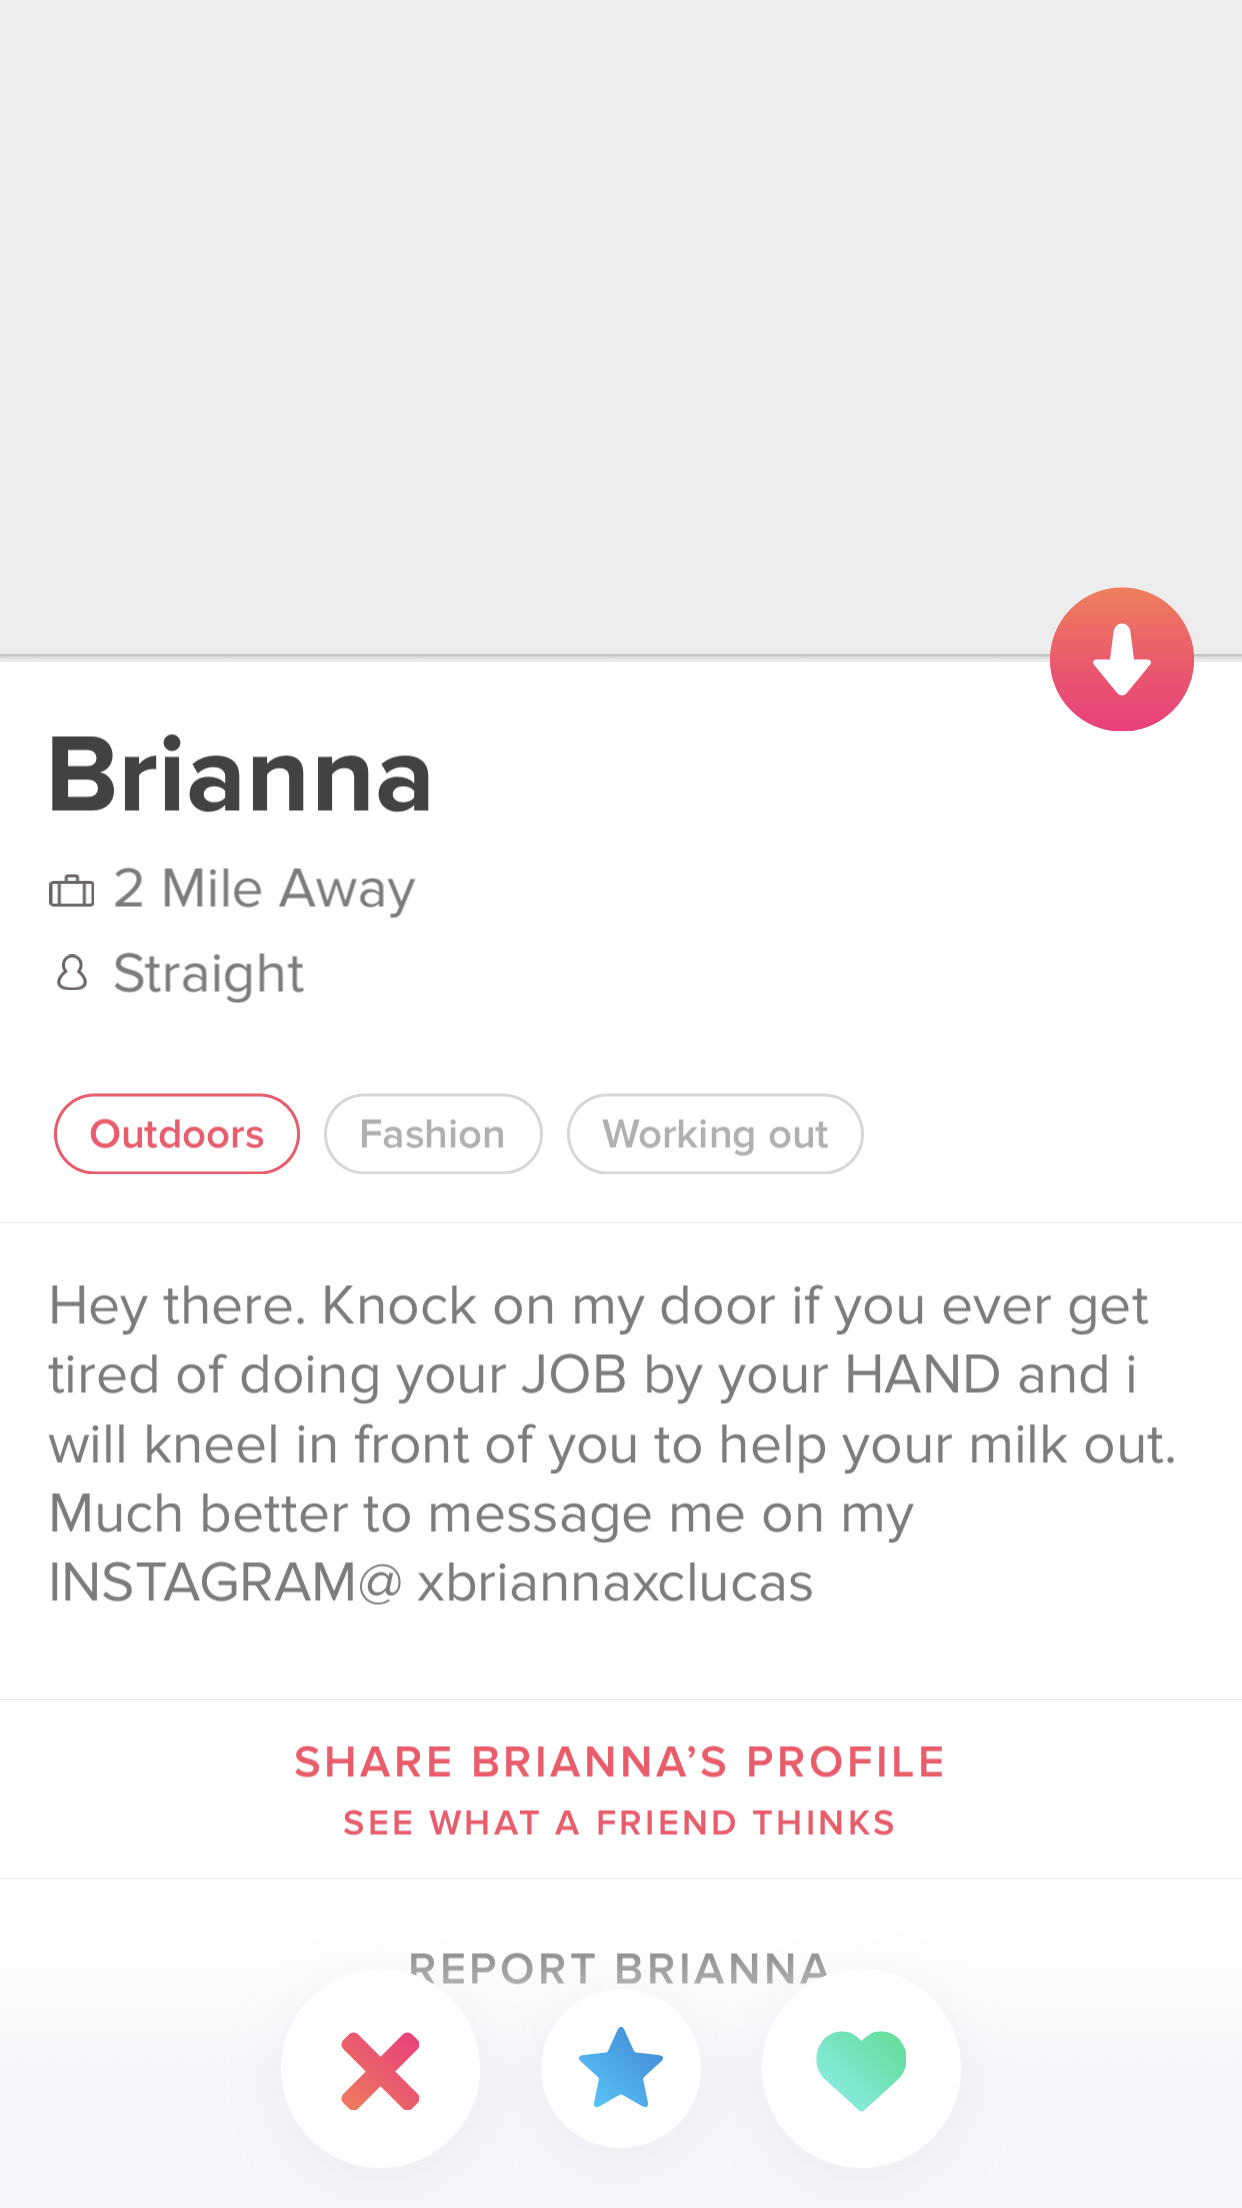 Brianna
2 Mile Away
Straight
Outdoors Fashion Working out
Hey there. Knock on my door if you ever get
tired of doing your JOB by your HAND and i
will kneel in front of you to help your milk out.
Much better to message me on my
INSTAGRAM@ xbriannaxclucas
SHARE BRIANNA’S PROFILE
SEE WHAT A FRIEND THINKS
REPORT BRIANNA